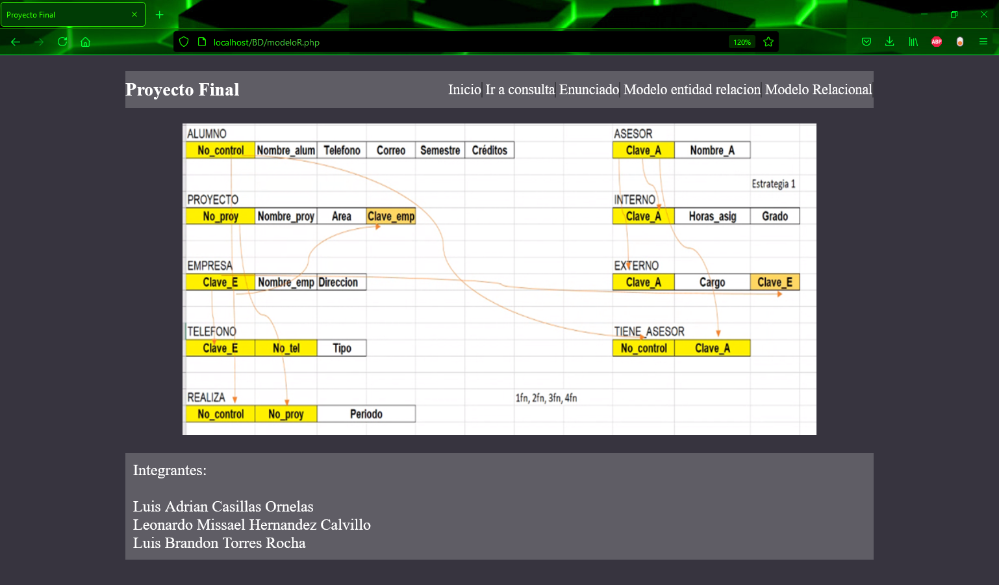 Proyecto Final
localhost/BD/modeloR.php
120%
ABP
Proyecto Final
Inicio Ir a consulta Enunciado Modelo entidad relacion Modelo Relacional
ALUMNO
No_control Nombre_alum Telefono Correo Semestre Créditos
ASESOR
Clave_A Nombre_A
Estrategia 1
PROYECTO
No_proy Nombre_proy Area Clave_emp
INTERNO
Clave_A Horas_asig Grado
EMPRESA
Clave_E Nombre_emp Direccion
EXTERNO
Clave_A Cargo Clave_E
TELEFONO
Clave_E No_tel Tipo
TIENE_ASESOR
No_control Clave_A
REALIZA
No_control No_proy Periodo
1fn, 2fn, 3fn, 4fn
Integrantes:
Luis Adrian Casillas Ornelas
Leonardo Missael Hernandez Calvillo
Luis Brandon Torres Rocha